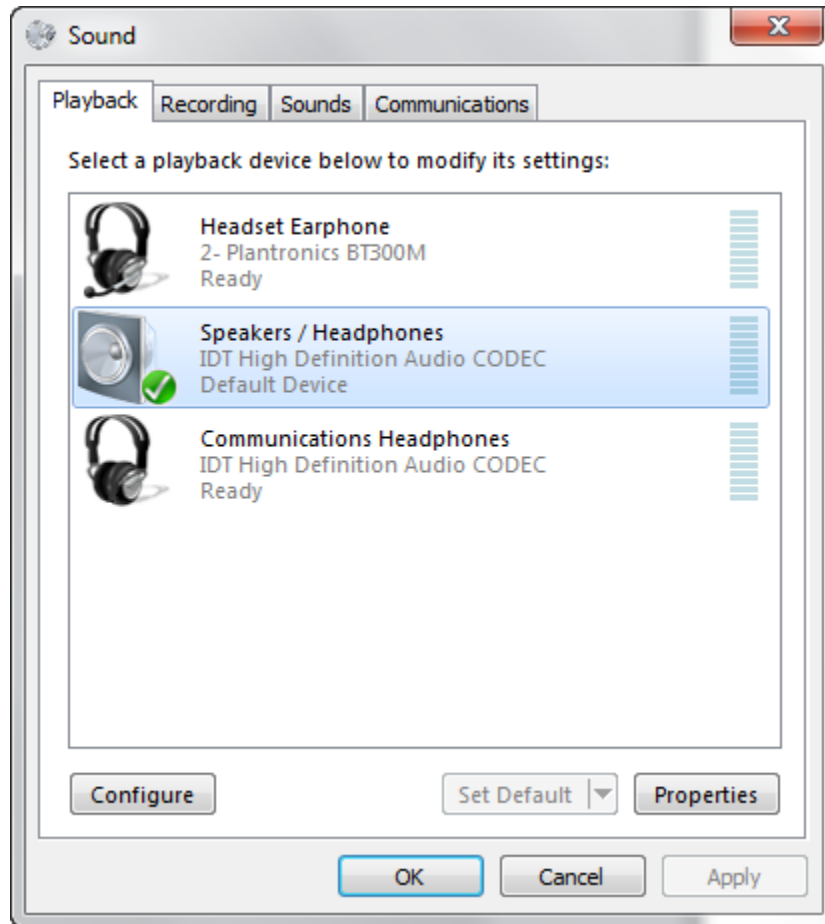 Sound
Playback Recording Sounds Communications
Select a playback device below to modify its settings:
Headset Earphone
2- Plantronics BT300M
Ready
Speakers / Headphones
IDT High Definition Audio CODEC
Default Device
Communications Headphones
IDT High Definition Audio CODEC
Ready
Configure Set Default Properties
OK Cancel Apply